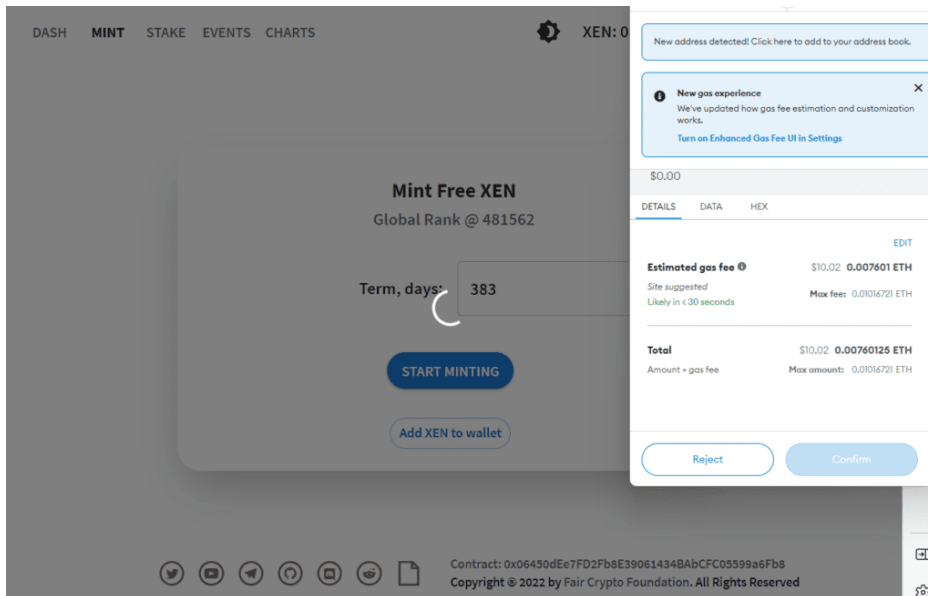 DASH MINT STAKE EVENTS CHARTS XEN: 0
New address detected! Click here to add to your address book.
New gas experience
We've updated how gas fee estimation and customization
works.
Turn on Enhanced Gas Fee UI in Settings
$0.00
DETAILS DATA HEX
EDIT
Estimated gas fee $10.02 0.007601 ETH
Site suggested Max fee: 0.01016721 ETH
Likely in < 30 seconds
Total $10.02 0.00760125 ETH
Amount + gas fee Max amount: 0.01016721 ETH
Reject Confirm
Mint Free XEN
Global Rank @ 481562
Term, days: 383
START MINTING
Add XEN to wallet
Contract: 0x06450dEe7FD2Fb8E39061434BAbCFC05599a6Fb8
Copyright © 2022 by Fair Crypto Foundation. All Rights Reserved